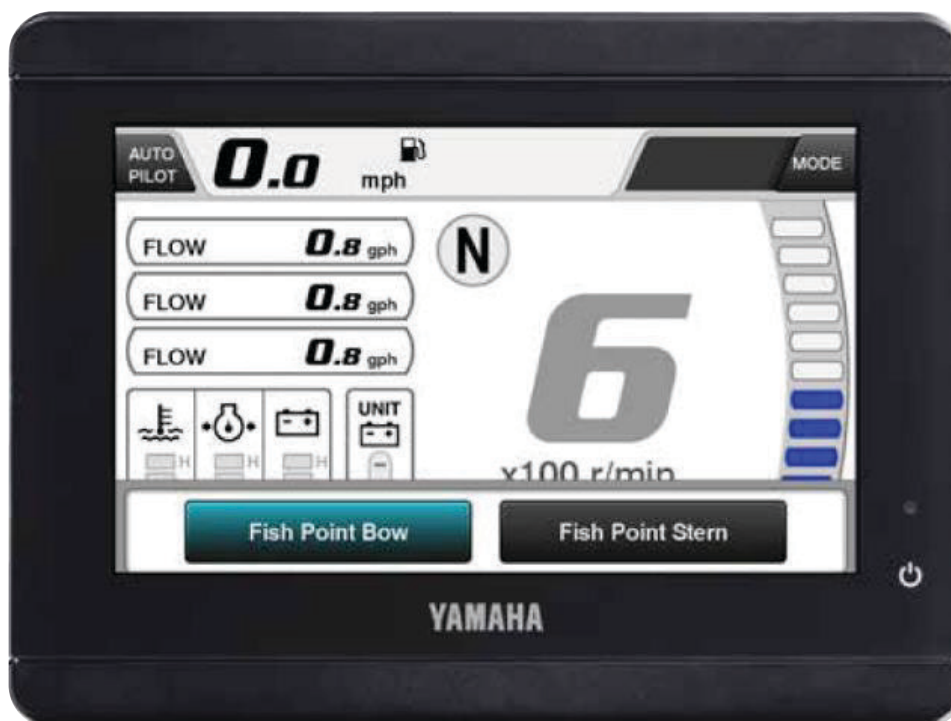 AUTO
PILOT
0.0
mph
MODE
FLOW 0.8 gph
FLOW 0.8 gph
FLOW 0.8 gph
N
6
x100 r/min
UNIT
H H H
Fish Point Bow
Fish Point Stern
YAMAHA